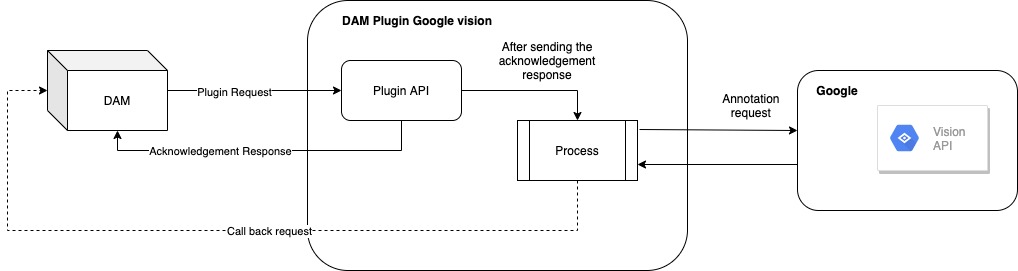 DAM Plugin Google vision
After sending the
acknowledgement
response
DAM
Plugin Request
Plugin API
Annotation
request
Google
Vision
API
Acknowledgement Response
Process
Call back request